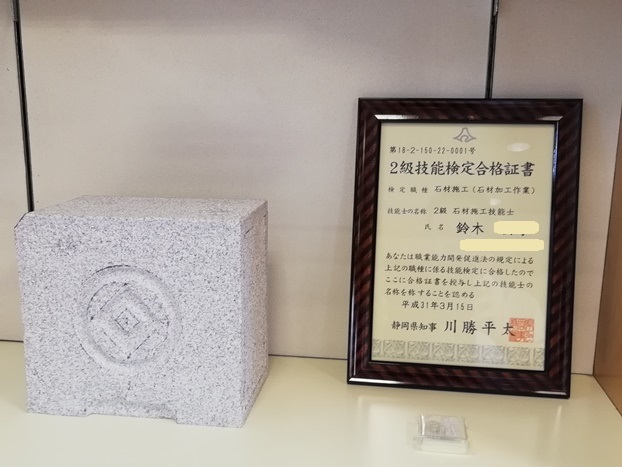 第18-2-150-22-0001号
2級技能検定合格証書
検定職種 石材施工(石材加工作業)
技能士の名称 2級 石材施工技能士
氏名 鈴木
あなたは職業能力開発促進法の規定による
上記の職種に係る技能検定に合格したので
ここに合格証書を授与し上記の技能士の
名称を称することを認める
平成31年3月15日
静岡県知事 川勝平太